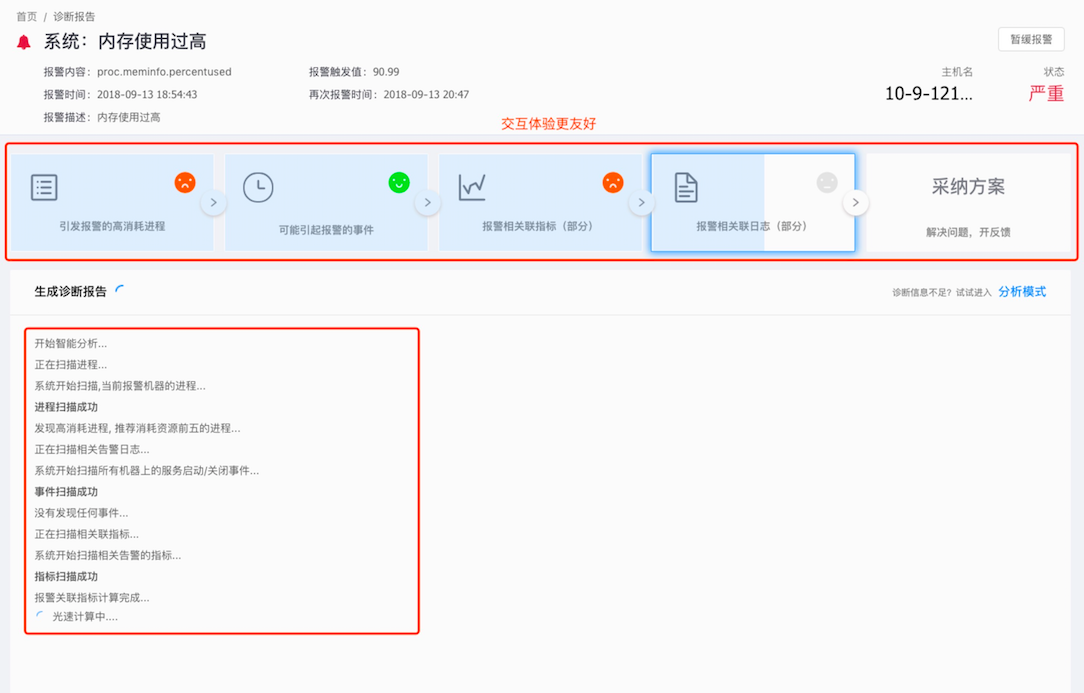 首页 / 诊断报告
系统：内存使用过高
暂缓报警
报警内容：proc.meminfo.percentused
报警触发值：90.99
主机名
状态
报警时间：2018-09-13 18:54:43
再次报警时间：2018-09-13 20:47
10-9-121...
严重
报警描述：内存使用过高
交互体验更友好
引发报警的高消耗进程
可能引起报警的事件
报警相关联指标（部分）
报警相关联日志（部分）
采纳方案
解决问题，开反馈
生成诊断报告
诊断信息不足？试试进入 分析模式
开始智能分析...
正在扫描进程...
系统开始扫描,当前报警机器的进程...
进程扫描成功
发现高消耗进程, 推荐消耗资源前五的进程...
正在扫描相关告警日志...
系统开始扫描所有机器上的服务启动/关闭事件...
事件扫描成功
没有发现任何事件...
正在扫描相关联指标...
系统开始扫描相关告警的指标...
指标扫描成功
报警关联指标计算完成...
光速计算中....